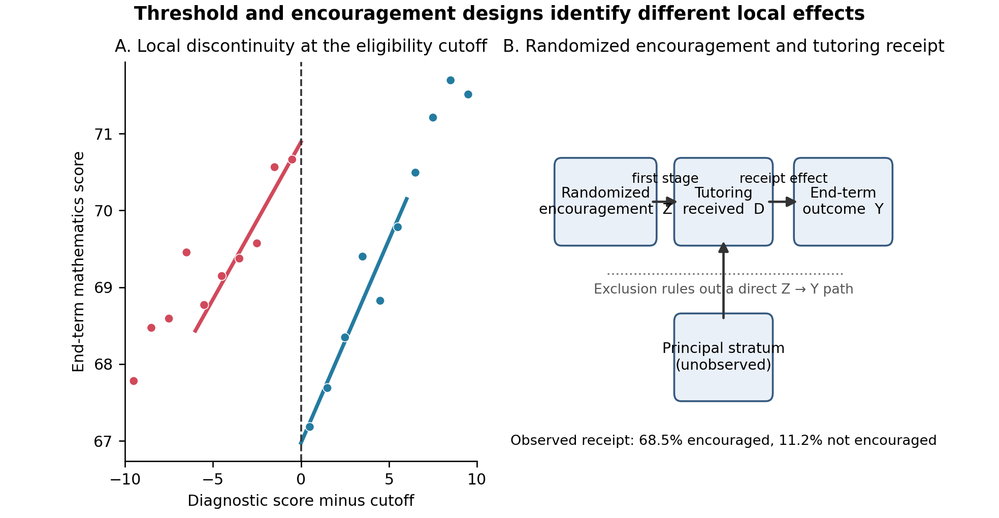 Threshold and encouragement designs identify different local effects
A. Local discontinuity at the eligibility cutoff
End-term mathematics score
71
70
69
68
67
−10
−5
0
5
10
Diagnostic score minus cutoff
B. Randomized encouragement and tutoring receipt
first stage
receipt effect
Randomized
encouragement Z
Tutoring
received D
End-term
outcome Y
Exclusion rules out a direct Z → Y path
Principal stratum
(unobserved)
Observed receipt: 68.5% encouraged, 11.2% not encouraged